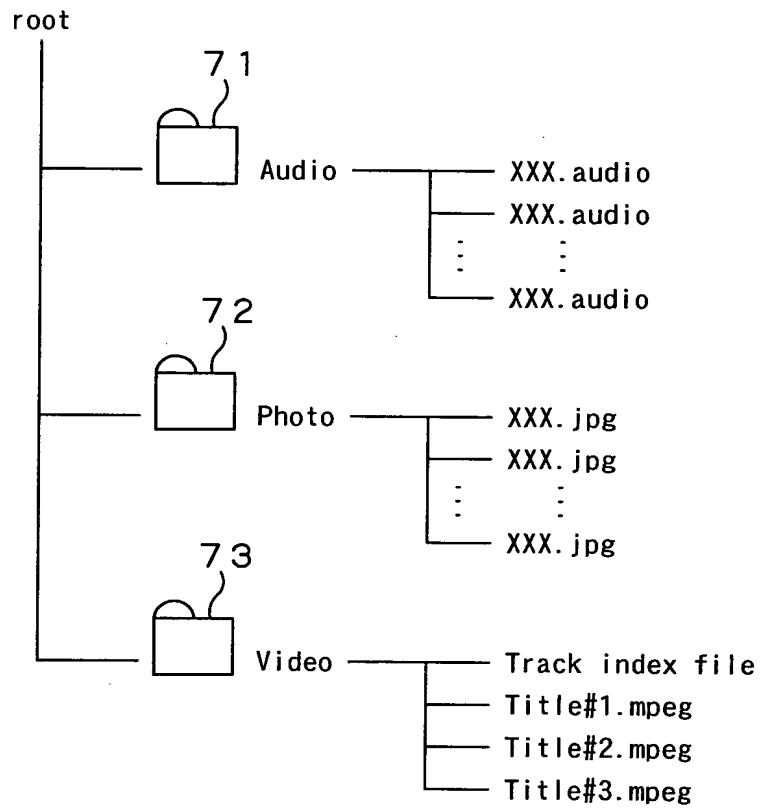 root
71
Audio
XXX.audio
XXX.audio
XXX.audio
72
Photo
XXX.jpg
XXX.jpg
XXX.jpg
73
Video
Track index file
Title#1.mpeg
Title#2.mpeg
Title#3.mpeg